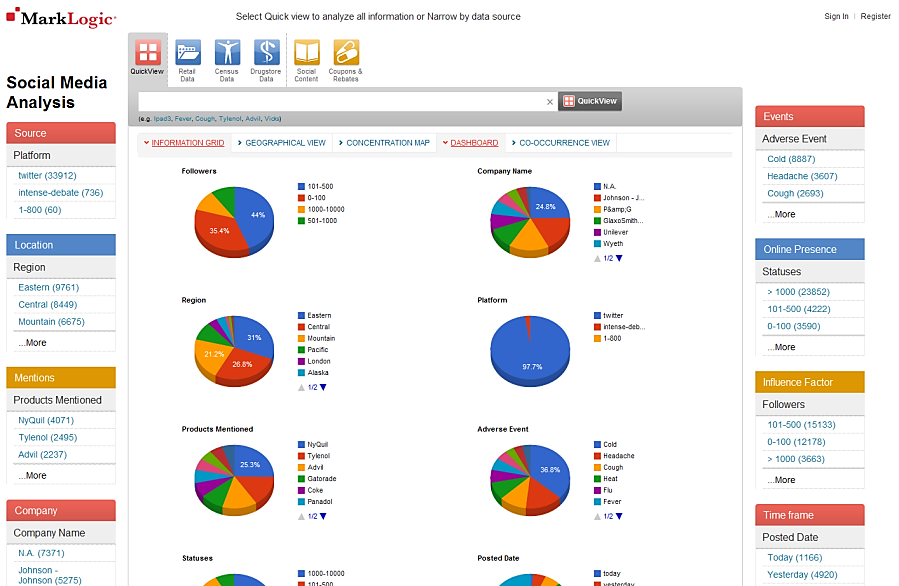 MarkLogic
Select Quick view to analyze all information or Narrow by data source
Sign In | Register
Social Media
Analysis
QuickView
Retail
Data
Census
Data
Drugstore
Data
Social
Content
Coupons &
Rebates
QuickView
(e.g. Ipad3, Fever, Cough, Tylenol, Advil, Vicks)
INFORMATION GRID
GEOGRAPHICAL VIEW
CONCENTRATION MAP
DASHBOARD
CO-OCCURRENCE VIEW
Source
Platform
twitter (33912)
intense-debate (736)
1-800 (60)
Location
Region
Eastern (9761)
Central (8449)
Mountain (6675)
...More
Mentions
Products Mentioned
NyQuil (4071)
Tylenol (2495)
Advil (2237)
...More
Company
Company Name
N.A. (7371)
Johnson -
Johnson (5275)
Followers
44%
35.4%
101-500
0-100
1000-10000
501-1000
Company Name
24.8%
N.A.
Johnson - J...
P&amp;G
GlaxoSmith...
Unilever
Wyeth
1/2
Region
31%
26.8%
21.2%
Eastern
Central
Mountain
Pacific
London
Alaska
1/2
Platform
97.7%
twitter
intense-deb...
1-800
Products Mentioned
25.3%
NyQuil
Tylenol
Advil
Gatorade
Coke
Panadol
1/2
Adverse Event
36.8%
Cold
Headache
Cough
Heat
Flu
Fever
1/2
Statuses
1000-10000
101-500
Posted Date
today
yesterday
Events
Adverse Event
Cold (8887)
Headache (3607)
Cough (2693)
...More
Online Presence
Statuses
> 1000 (23852)
101-500 (4222)
0-100 (3590)
...More
Influence Factor
Followers
101-500 (15133)
0-100 (12178)
> 1000 (3663)
...More
Time frame
Posted Date
Today (1166)
Yesterday (4920)